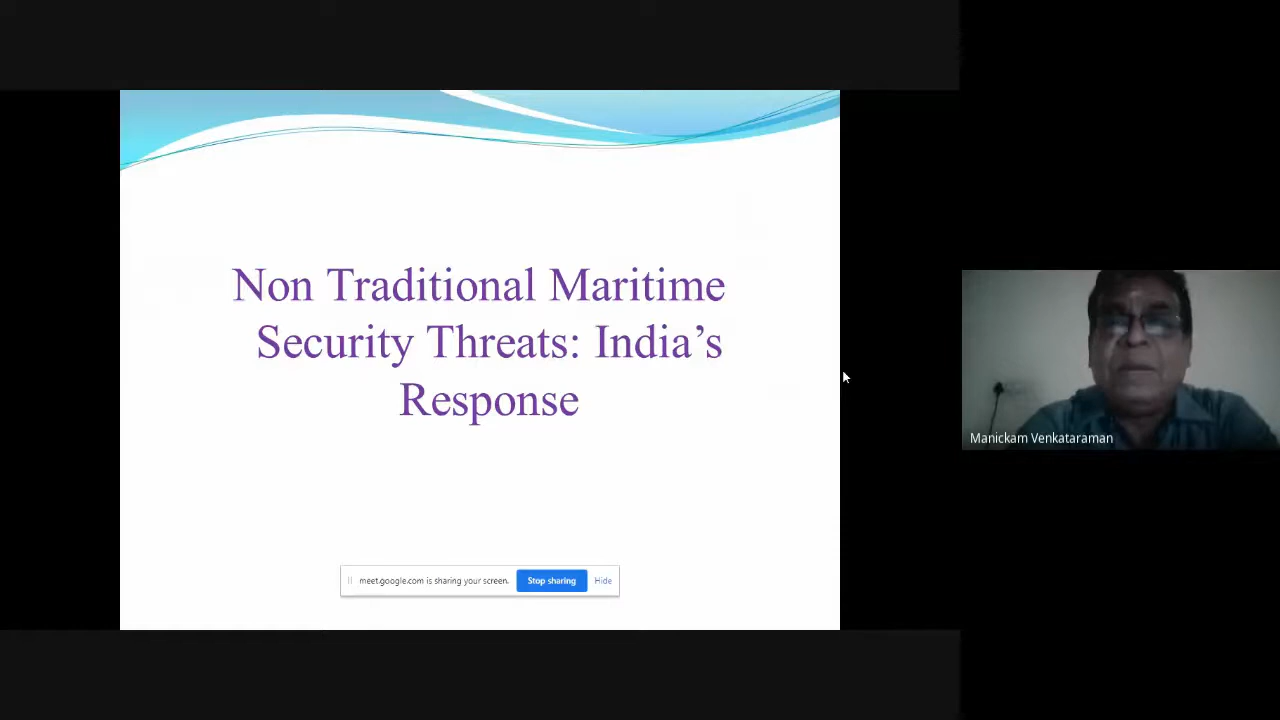 Non Traditional Maritime
Security Threats: India’s
Response
meet.google.com is sharing your screen.
Stop sharing
Hide
Manickam Venkataraman